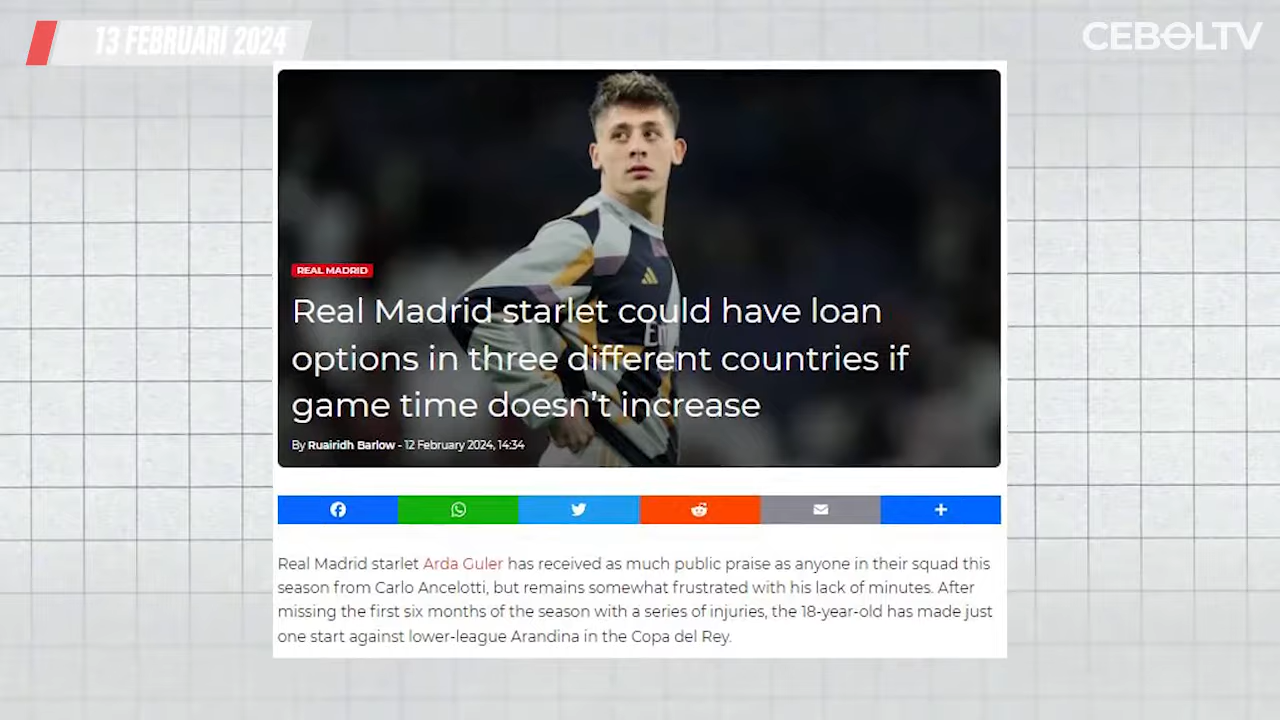 13 FEBRUARI 2024
CEBOLTV
REAL MADRID
Real Madrid starlet could have loan
options in three different countries if
game time doesn't increase
By Ruairidh Barlow - 12 February 2024, 14:34
Real Madrid starlet Arda Guler has received as much public praise as anyone in their squad this
season from Carlo Ancelotti, but remains somewhat frustrated with his lack of minutes. After
missing the first six months of the season with a series of injuries, the 18-year-old has made just
one start against lower-league Arandina in the Copa del Rey.